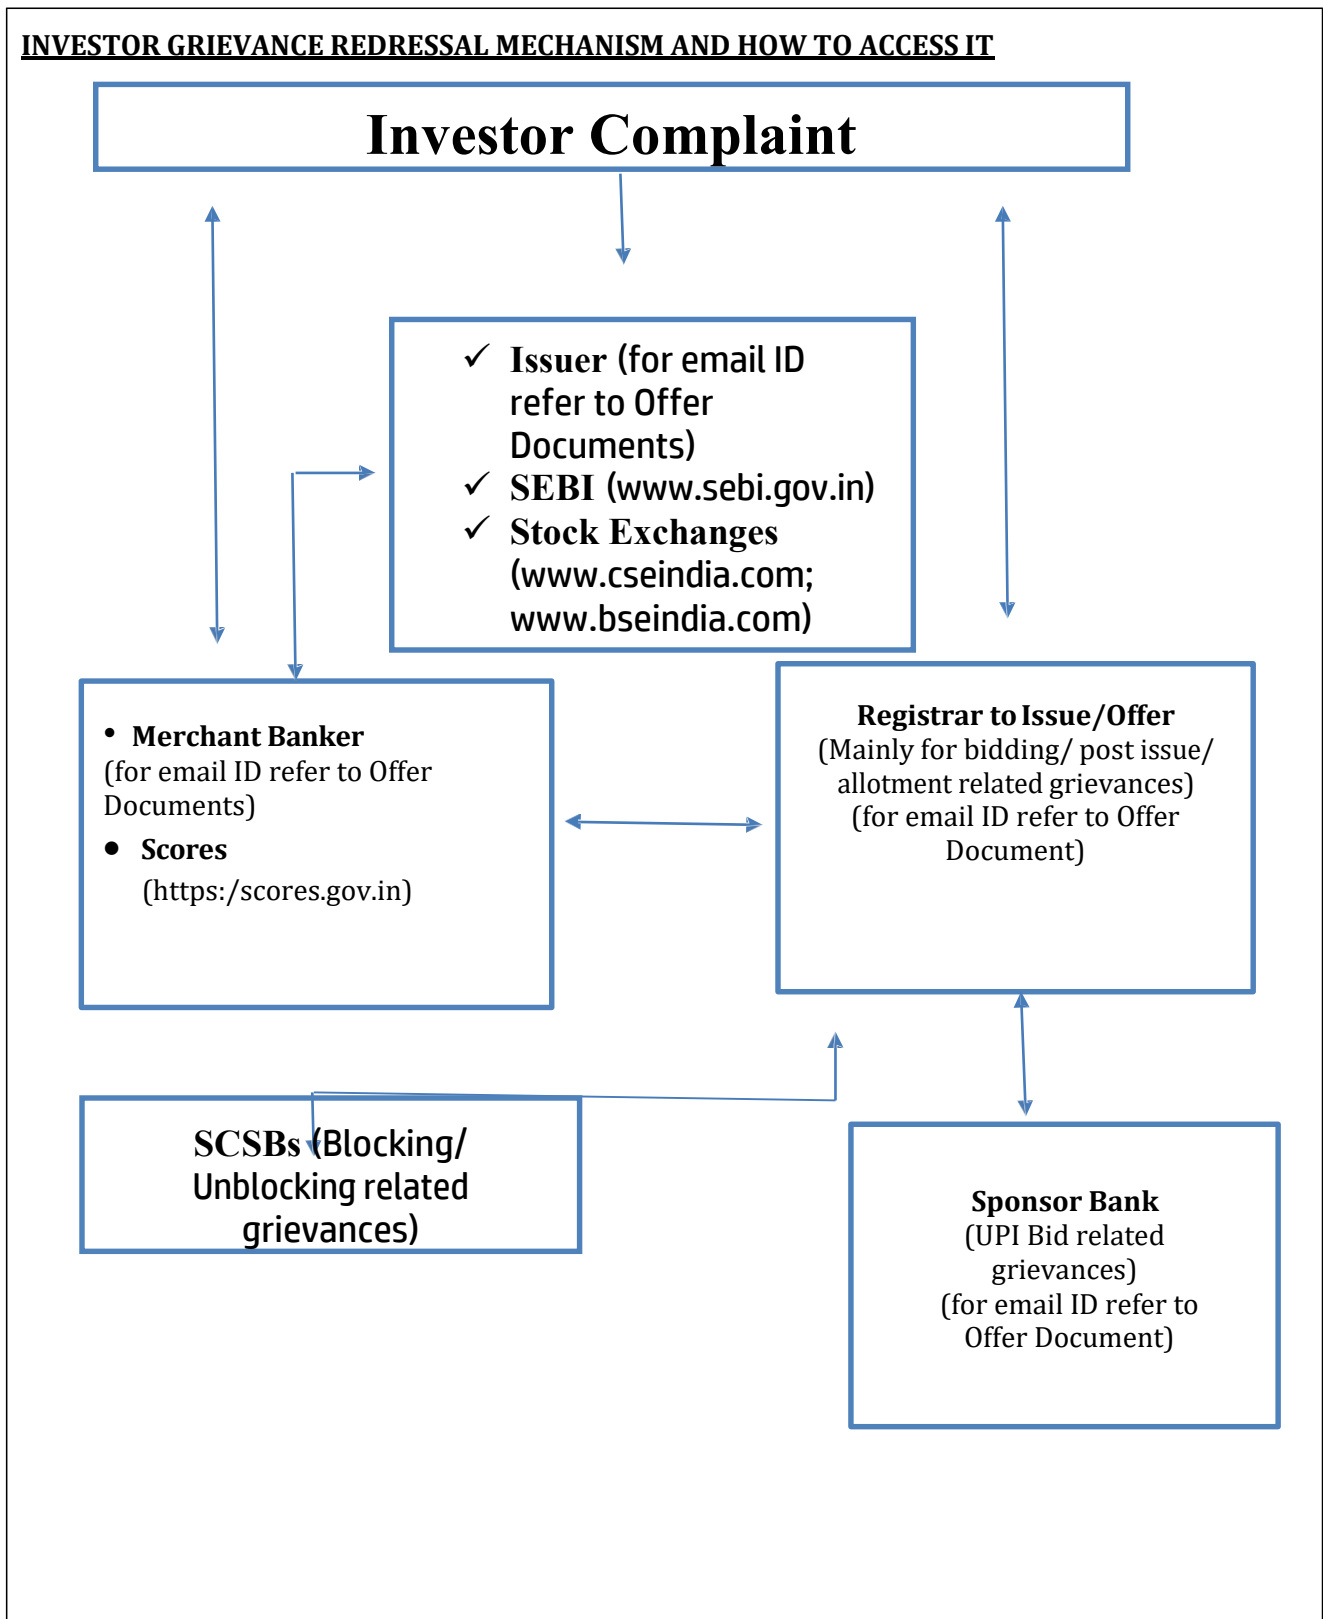 INVESTOR GRIEVANCE REDRESSAL MECHANISM AND HOW TO ACCESS IT
Investor Complaint
✓ Issuer (for email ID
refer to Offer
Documents)
✓ SEBI (www.sebi.gov.in)
✓ Stock Exchanges
(www.cseindia.com;
www.bseindia.com)
• Merchant Banker
(for email ID refer to Offer
Documents)
• Scores
(https:/scores.gov.in)
Registrar to Issue/Offer
(Mainly for bidding/ post issue/
allotment related grievances)
(for email ID refer to Offer
Document)
SCSBs (Blocking/
Unblocking related
grievances)
Sponsor Bank
(UPI Bid related
grievances)
(for email ID refer to
Offer Document)